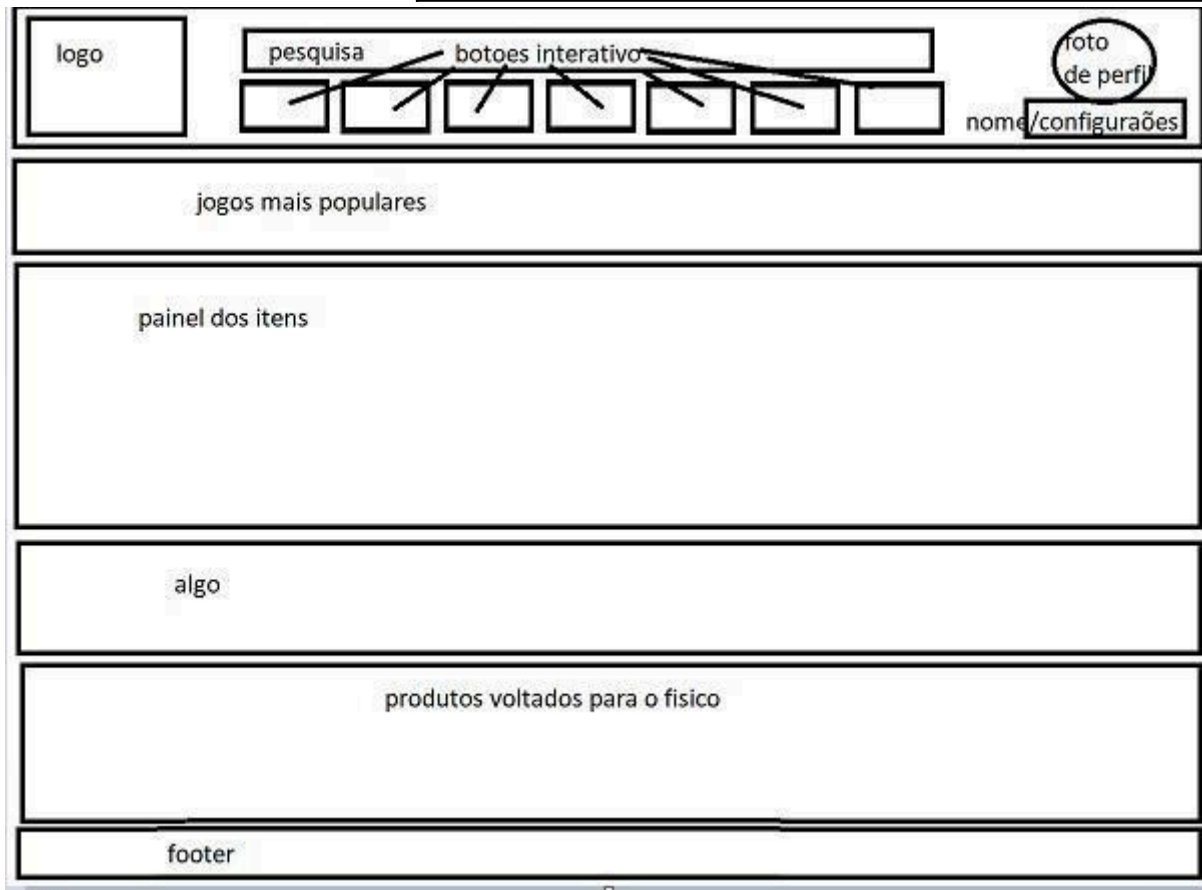 logo
pesquisa
botoes interativo
foto
de perfil
nome/configurações
jogos mais populares
painel dos itens
algo
produtos voltados para o fisico
footer